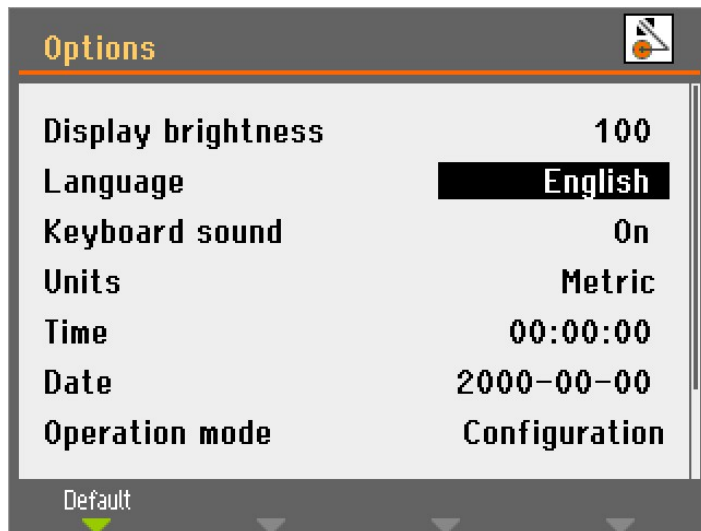 Options
Display brightness 100
Language English
Keyboard sound On
Units Metric
Time 00:00:00
Date 2000-00-00
Operation mode Configuration
Default